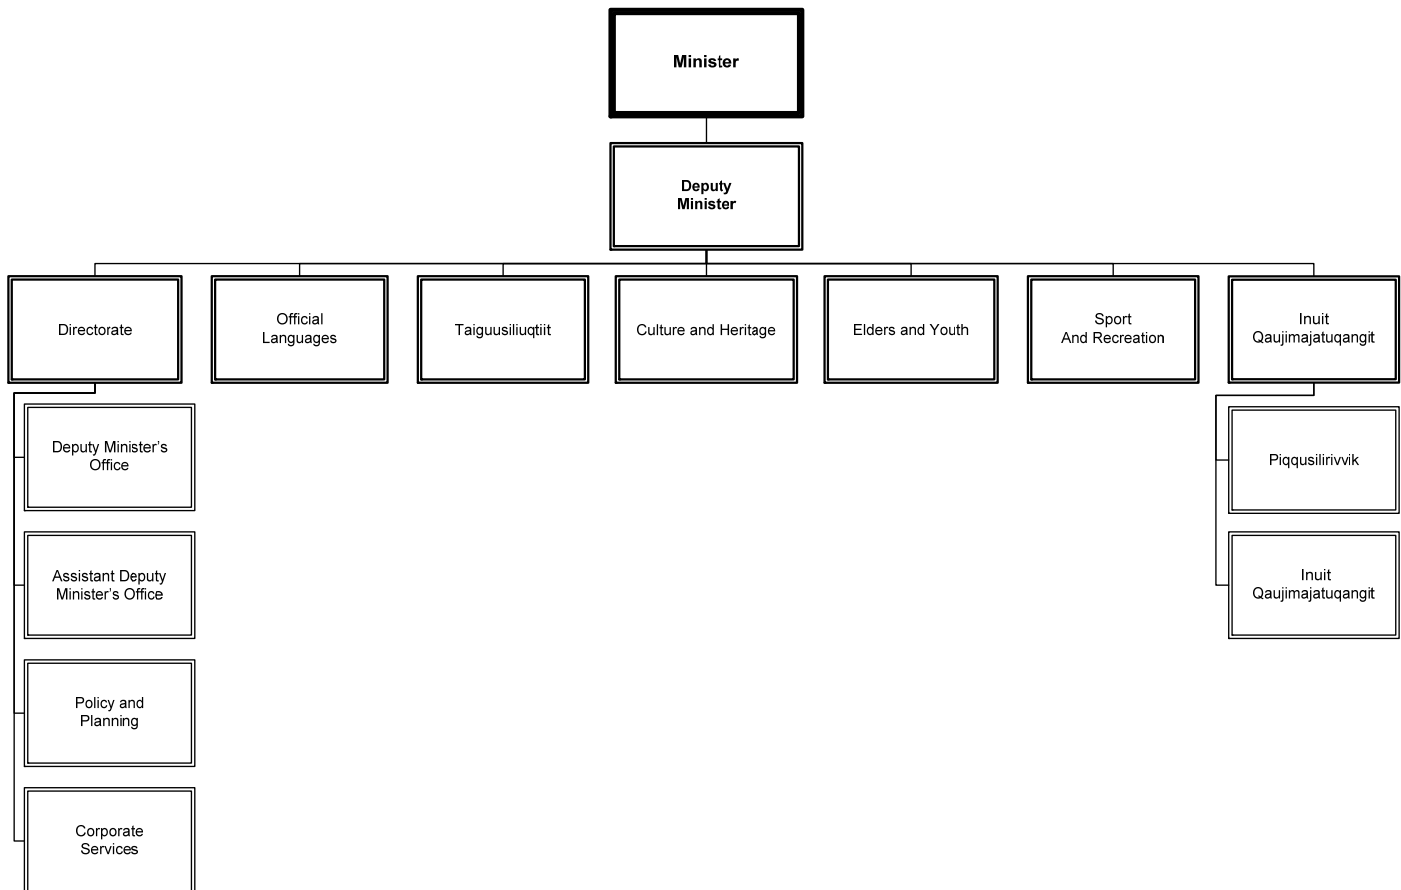 Minister
Deputy
Minister
Directorate
Official
Languages
Taiguusiliuqtiit
Culture and Heritage
Elders and Youth
Sport
And Recreation
Inuit
Qaujimajatuqangit
Deputy Minister’s
Office
Assistant Deputy
Minister’s Office
Policy and
Planning
Corporate
Services
Piqqusilirivvik
Inuit
Qaujimajatuqangit